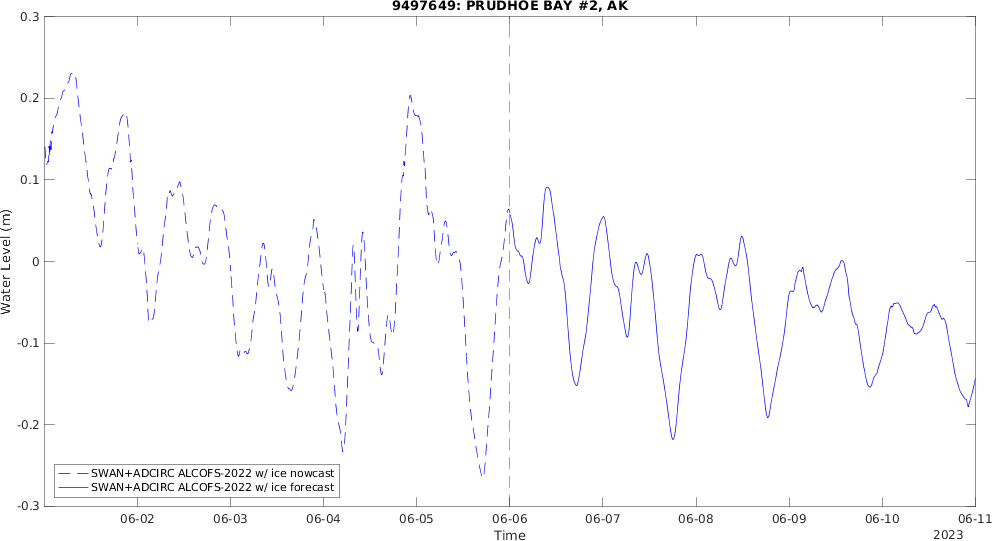 9497649: PRUDHOE BAY #2, AK
0.3
0.2
0.1
0
-0.1
-0.2
-0.3
Water Level (m)
SWAN+ADCIRC ALCOFS-2022 w/ ice nowcast
SWAN+ADCIRC ALCOFS-2022 w/ ice forecast
06-02 06-03 06-04 06-05 06-06 06-07 06-08 06-09 06-10 06-11
Time
2023